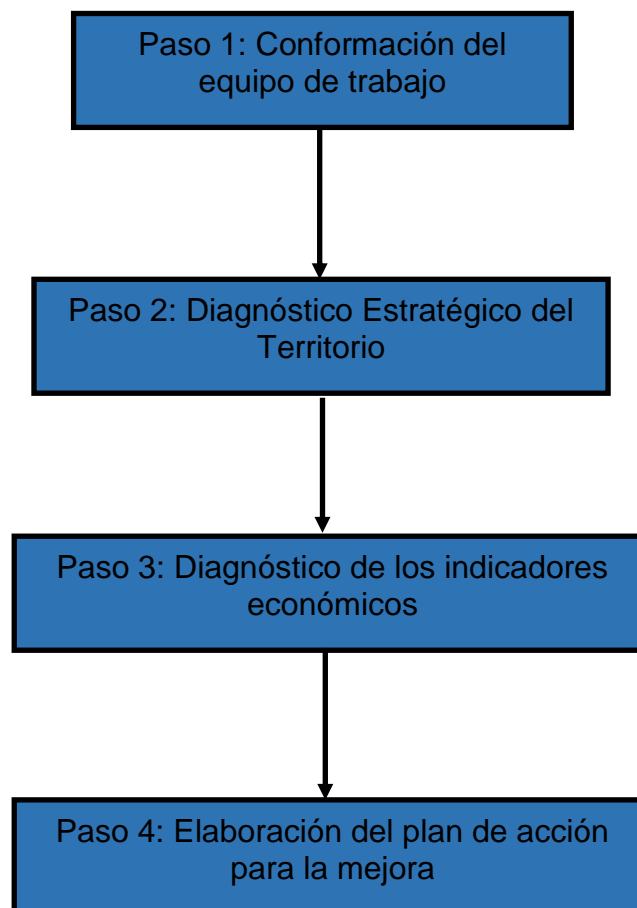 Paso 1: Conformación del
equipo de trabajo
Paso 2: Diagnóstico Estratégico del
Territorio
Paso 3: Diagnóstico de los indicadores
económicos
Paso 4: Elaboración del plan de acción
para la mejora